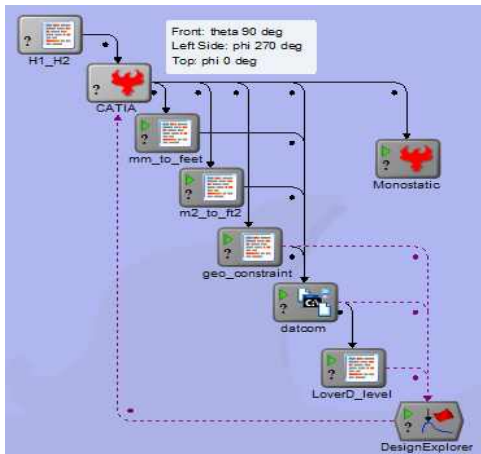 Front: theta 90 deg
Left Side: phi 270 deg
Top: phi 0 deg
?
H1_H2
?
CATIA
?
mm_to_feet
?
Monostatic
?
m2_to_ft2
?
geo_constraint
?
C:\
datcom
?
LoverD_level
?
DesignExplorer